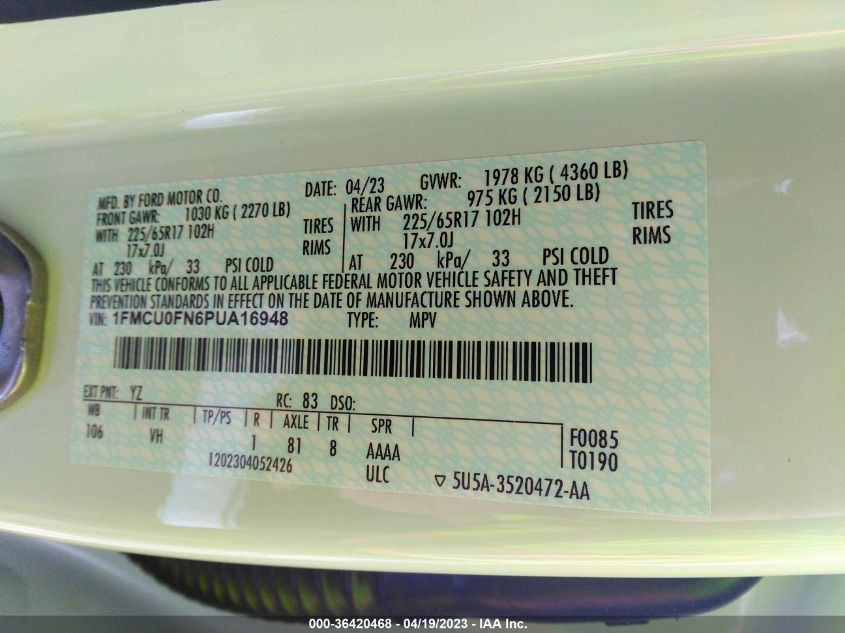 MFD. BY FORD MOTOR CO. DATE: 04/23 GVWR: 1978 KG ( 4360 LB)
FRONT GAWR: 1030 KG ( 2270 LB) REAR GAWR: 975 KG ( 2150 LB)
WITH 225/65R17 102H TIRES WITH 225/65R17 102H TIRES
17x7.0J RIMS 17x7.0J RIMS
AT 230 kPa/ 33 PSI COLD AT 230 kPa/ 33 PSI COLD
THIS VEHICLE CONFORMS TO ALL APPLICABLE FEDERAL MOTOR VEHICLE SAFETY AND THEFT
PREVENTION STANDARDS IN EFFECT ON THE DATE OF MANUFACTURE SHOWN ABOVE.
VIN: 1FMCU0FN6PUA16948 TYPE: MPV
EXT PNT: YZ RC: 83 DSO:
WB INT TR TP/PS R AXLE TR SPR
106 VH 1 81 8 AAAA F0085
1202304052426 ULC T0190
5U5A-3520472-AA
000-36420468 - 04/19/2023 - IAA Inc.